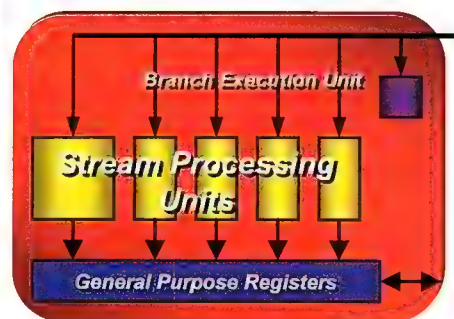 Branch Execution Unit
Stream Processing
Units
General Purpose Registers